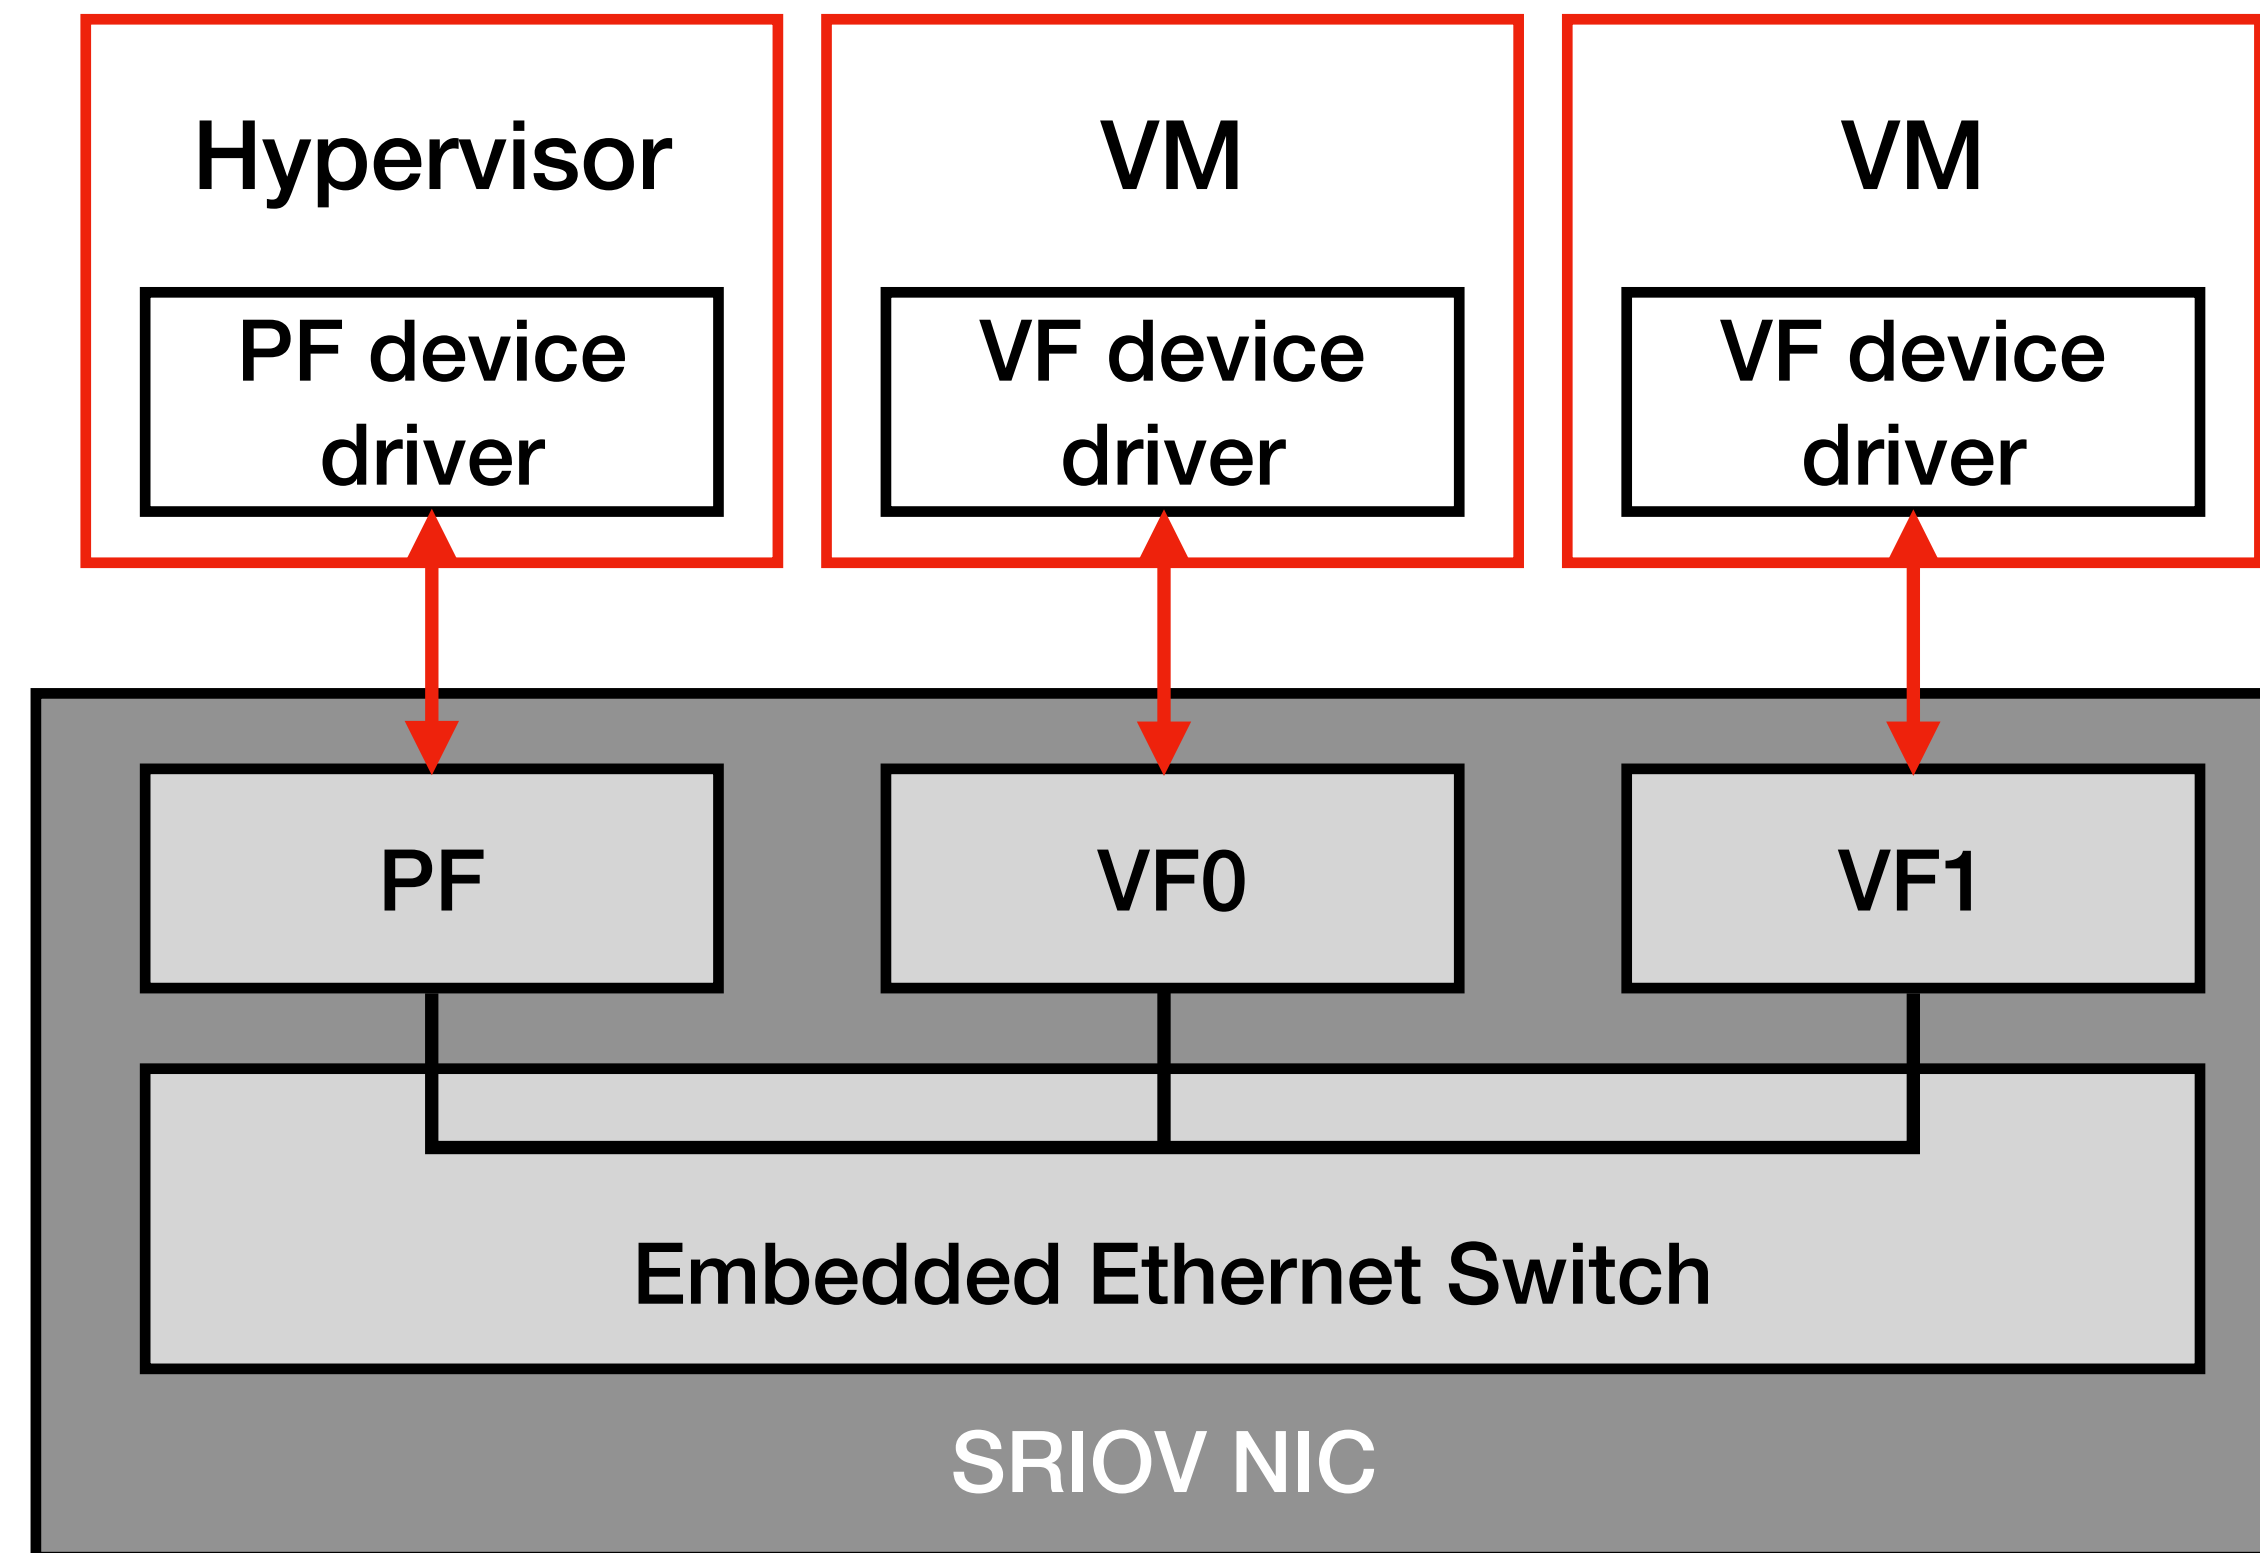 Hypervisor
VM
VM
PF device
driver
VF device
driver
VF device
driver
PF
VF0
VF1
Embedded Ethernet Switch
SRIOV NIC